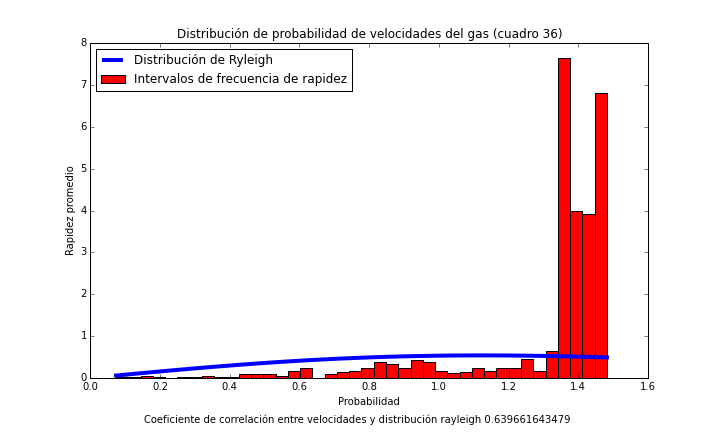 Distribución de probabilidad de velocidades del gas (cuadro 36)
8
Distribución de Ryleigh
Intervalos de frecuencia de rapidez
7
6
5
Rapidez promedio
4
3
2
1
0
0.0 0.2 0.4 0.6 0.8 1.0 1.2 1.4 1.6
Probabilidad
Coeficiente de correlación entre velocidades y distribución rayleigh 0.639661643479